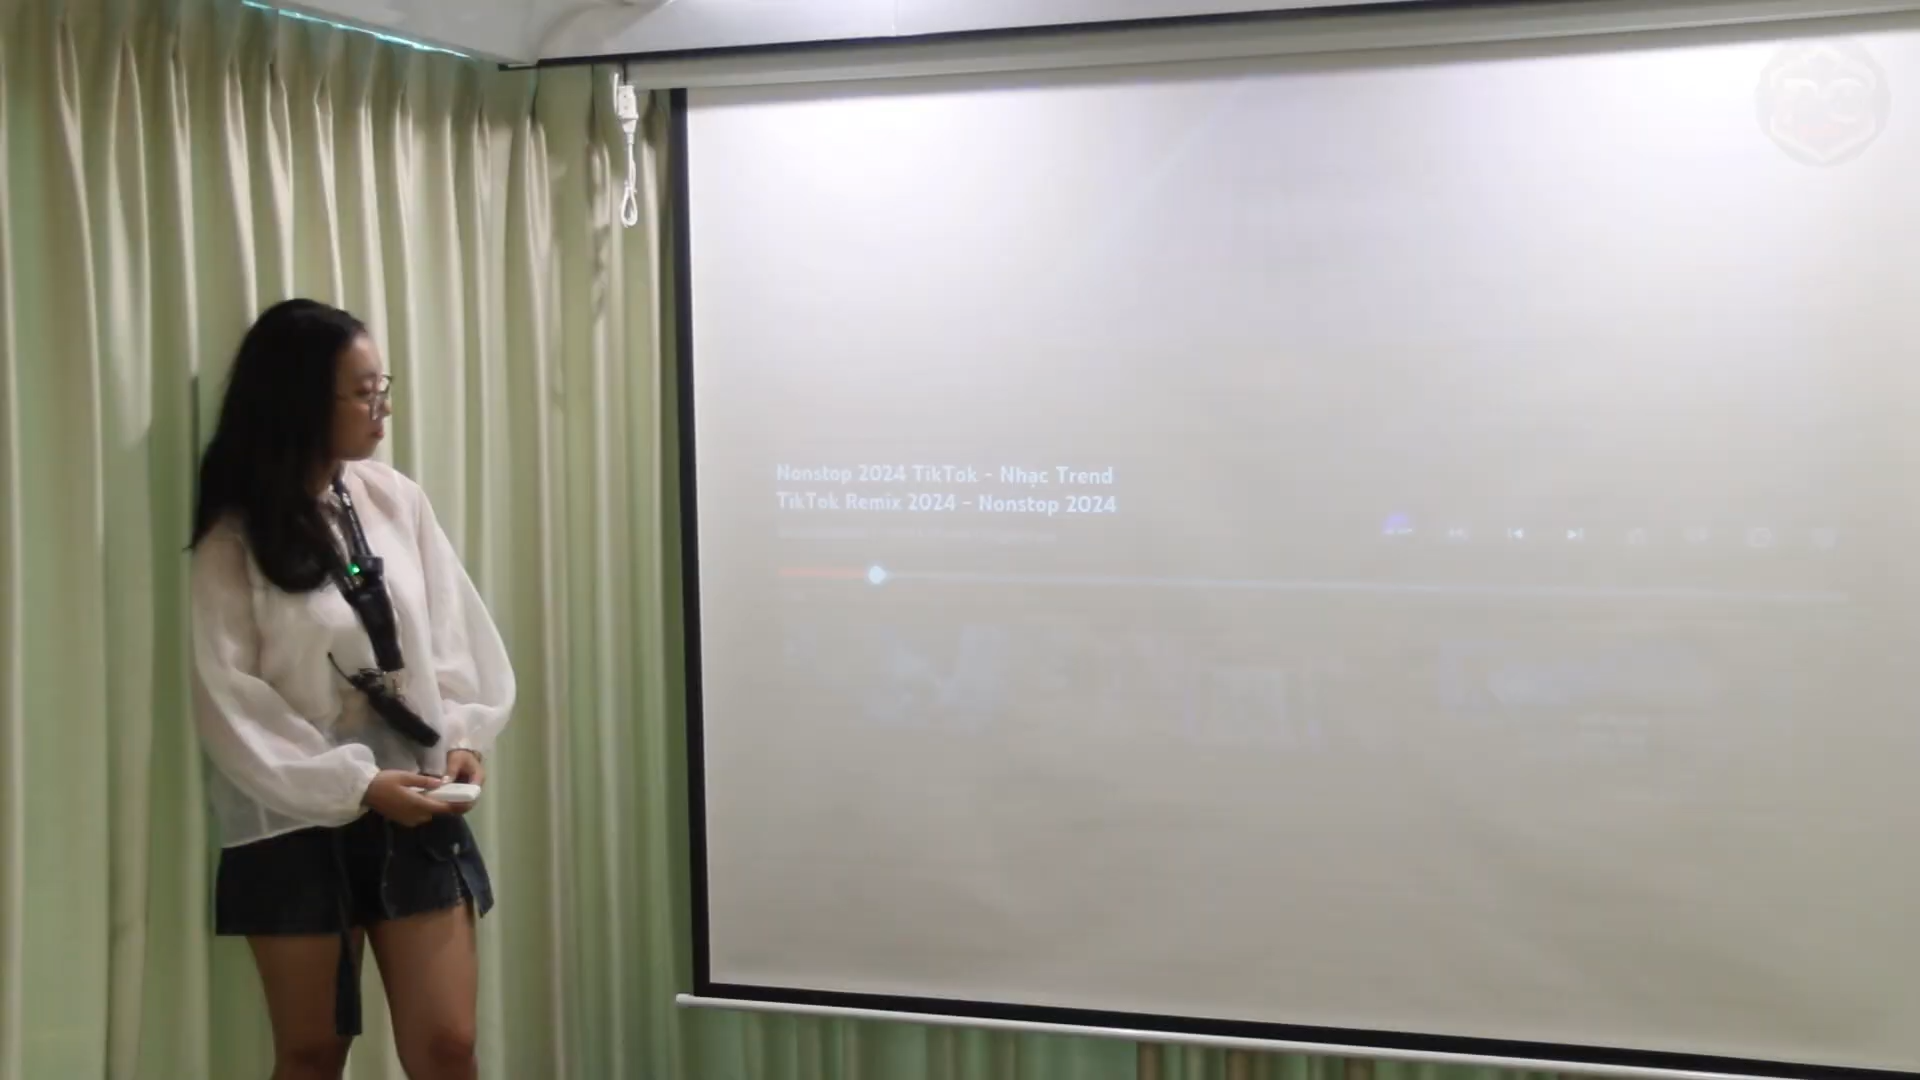 Nonstop 2024 TikTok - Nhạc Trend
TikTok Remix 2024 - Nonstop 2024